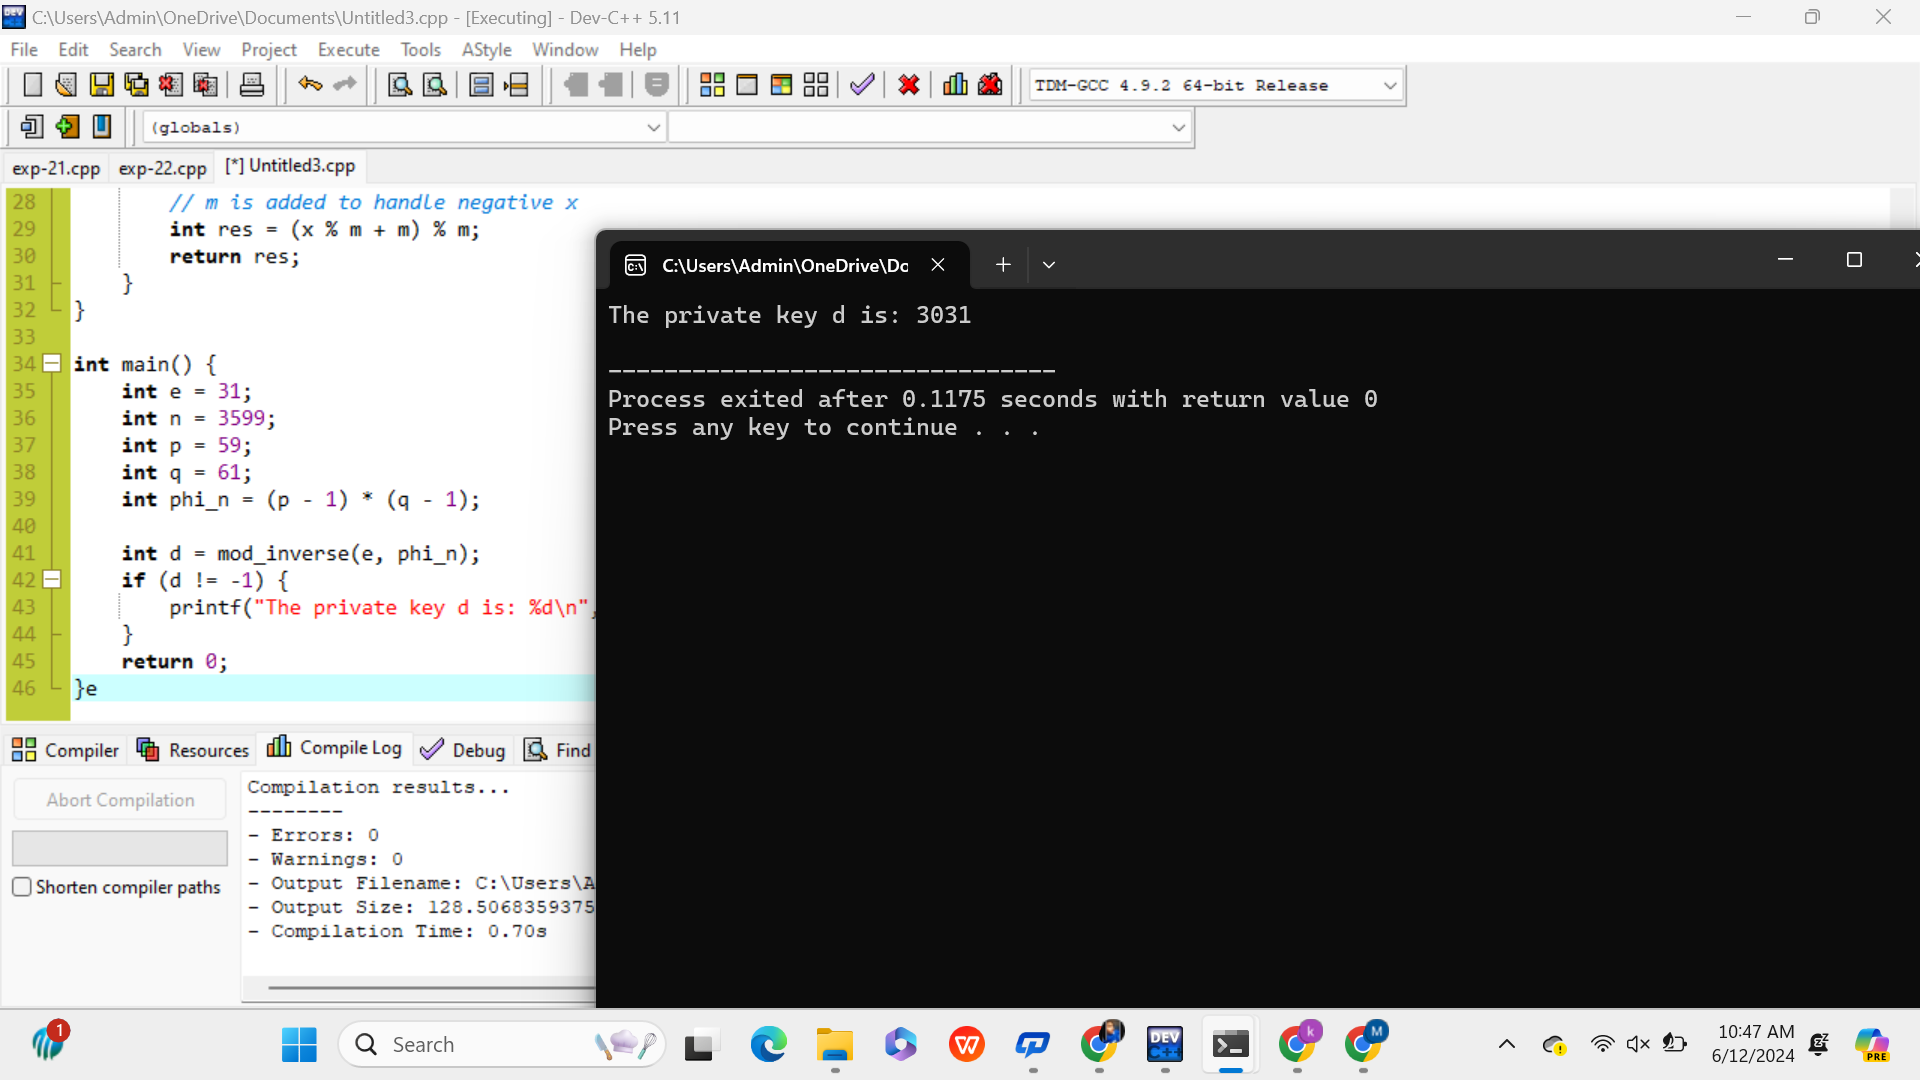 C:\Users\Admin\OneDrive\Documents\Untitled3.cpp - [Executing] - Dev-C++ 5.11
File Edit Search View Project Execute Tools AStyle Window Help
TDM-GCC 4.9.2 64-bit Release
(globals)
exp-21.cpp exp-22.cpp [*] Untitled3.cpp
28 // m is added to handle negative x
29 int res = (x % m + m) % m;
30 return res;
31 }
32 }
33
34 int main() {
35 int e = 31;
36 int n = 3599;
37 int p = 59;
38 int q = 61;
39 int phi_n = (p - 1) * (q - 1);
40
41 int d = mod_inverse(e, phi_n);
42 if (d != -1) {
43 printf("The private key d is: %d\n",
44 }
45 return 0;
46 }e
C:\Users\Admin\OneDrive\Dc
The private key d is: 3031
--------------------------------
Process exited after 0.1175 seconds with return value 0
Press any key to continue . . .
Compiler Resources Compile Log Debug Find
Abort Compilation
Shorten compiler paths
Compilation results...
--------
- Errors: 0
- Warnings: 0
- Output Filename: C:\Users\A
- Output Size: 128.5068359375
- Compilation Time: 0.70s
1
Search
DEV
C++
k
M
10:47 AM
6/12/2024
PRE